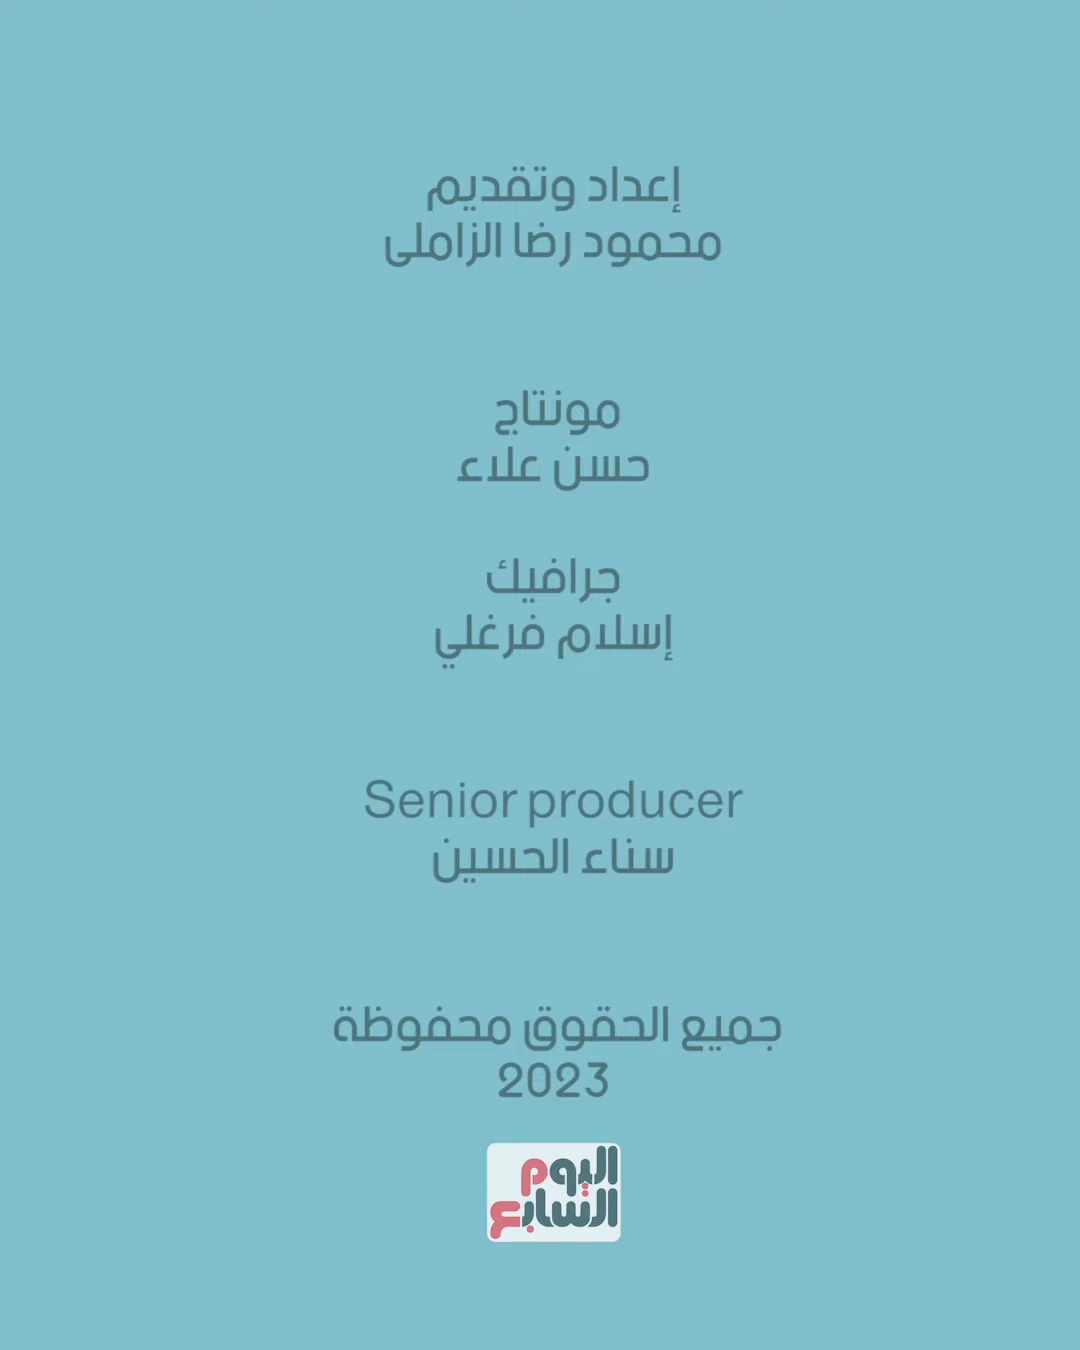 إعداد وتقديم
محمود رضا الزاملى
مونتاج
حسن علاء
جرافيك
إسلام فرغلي
Senior producer
سناء الحسين
جميع الحقوق محفوظة
2023
اليوم
السابع